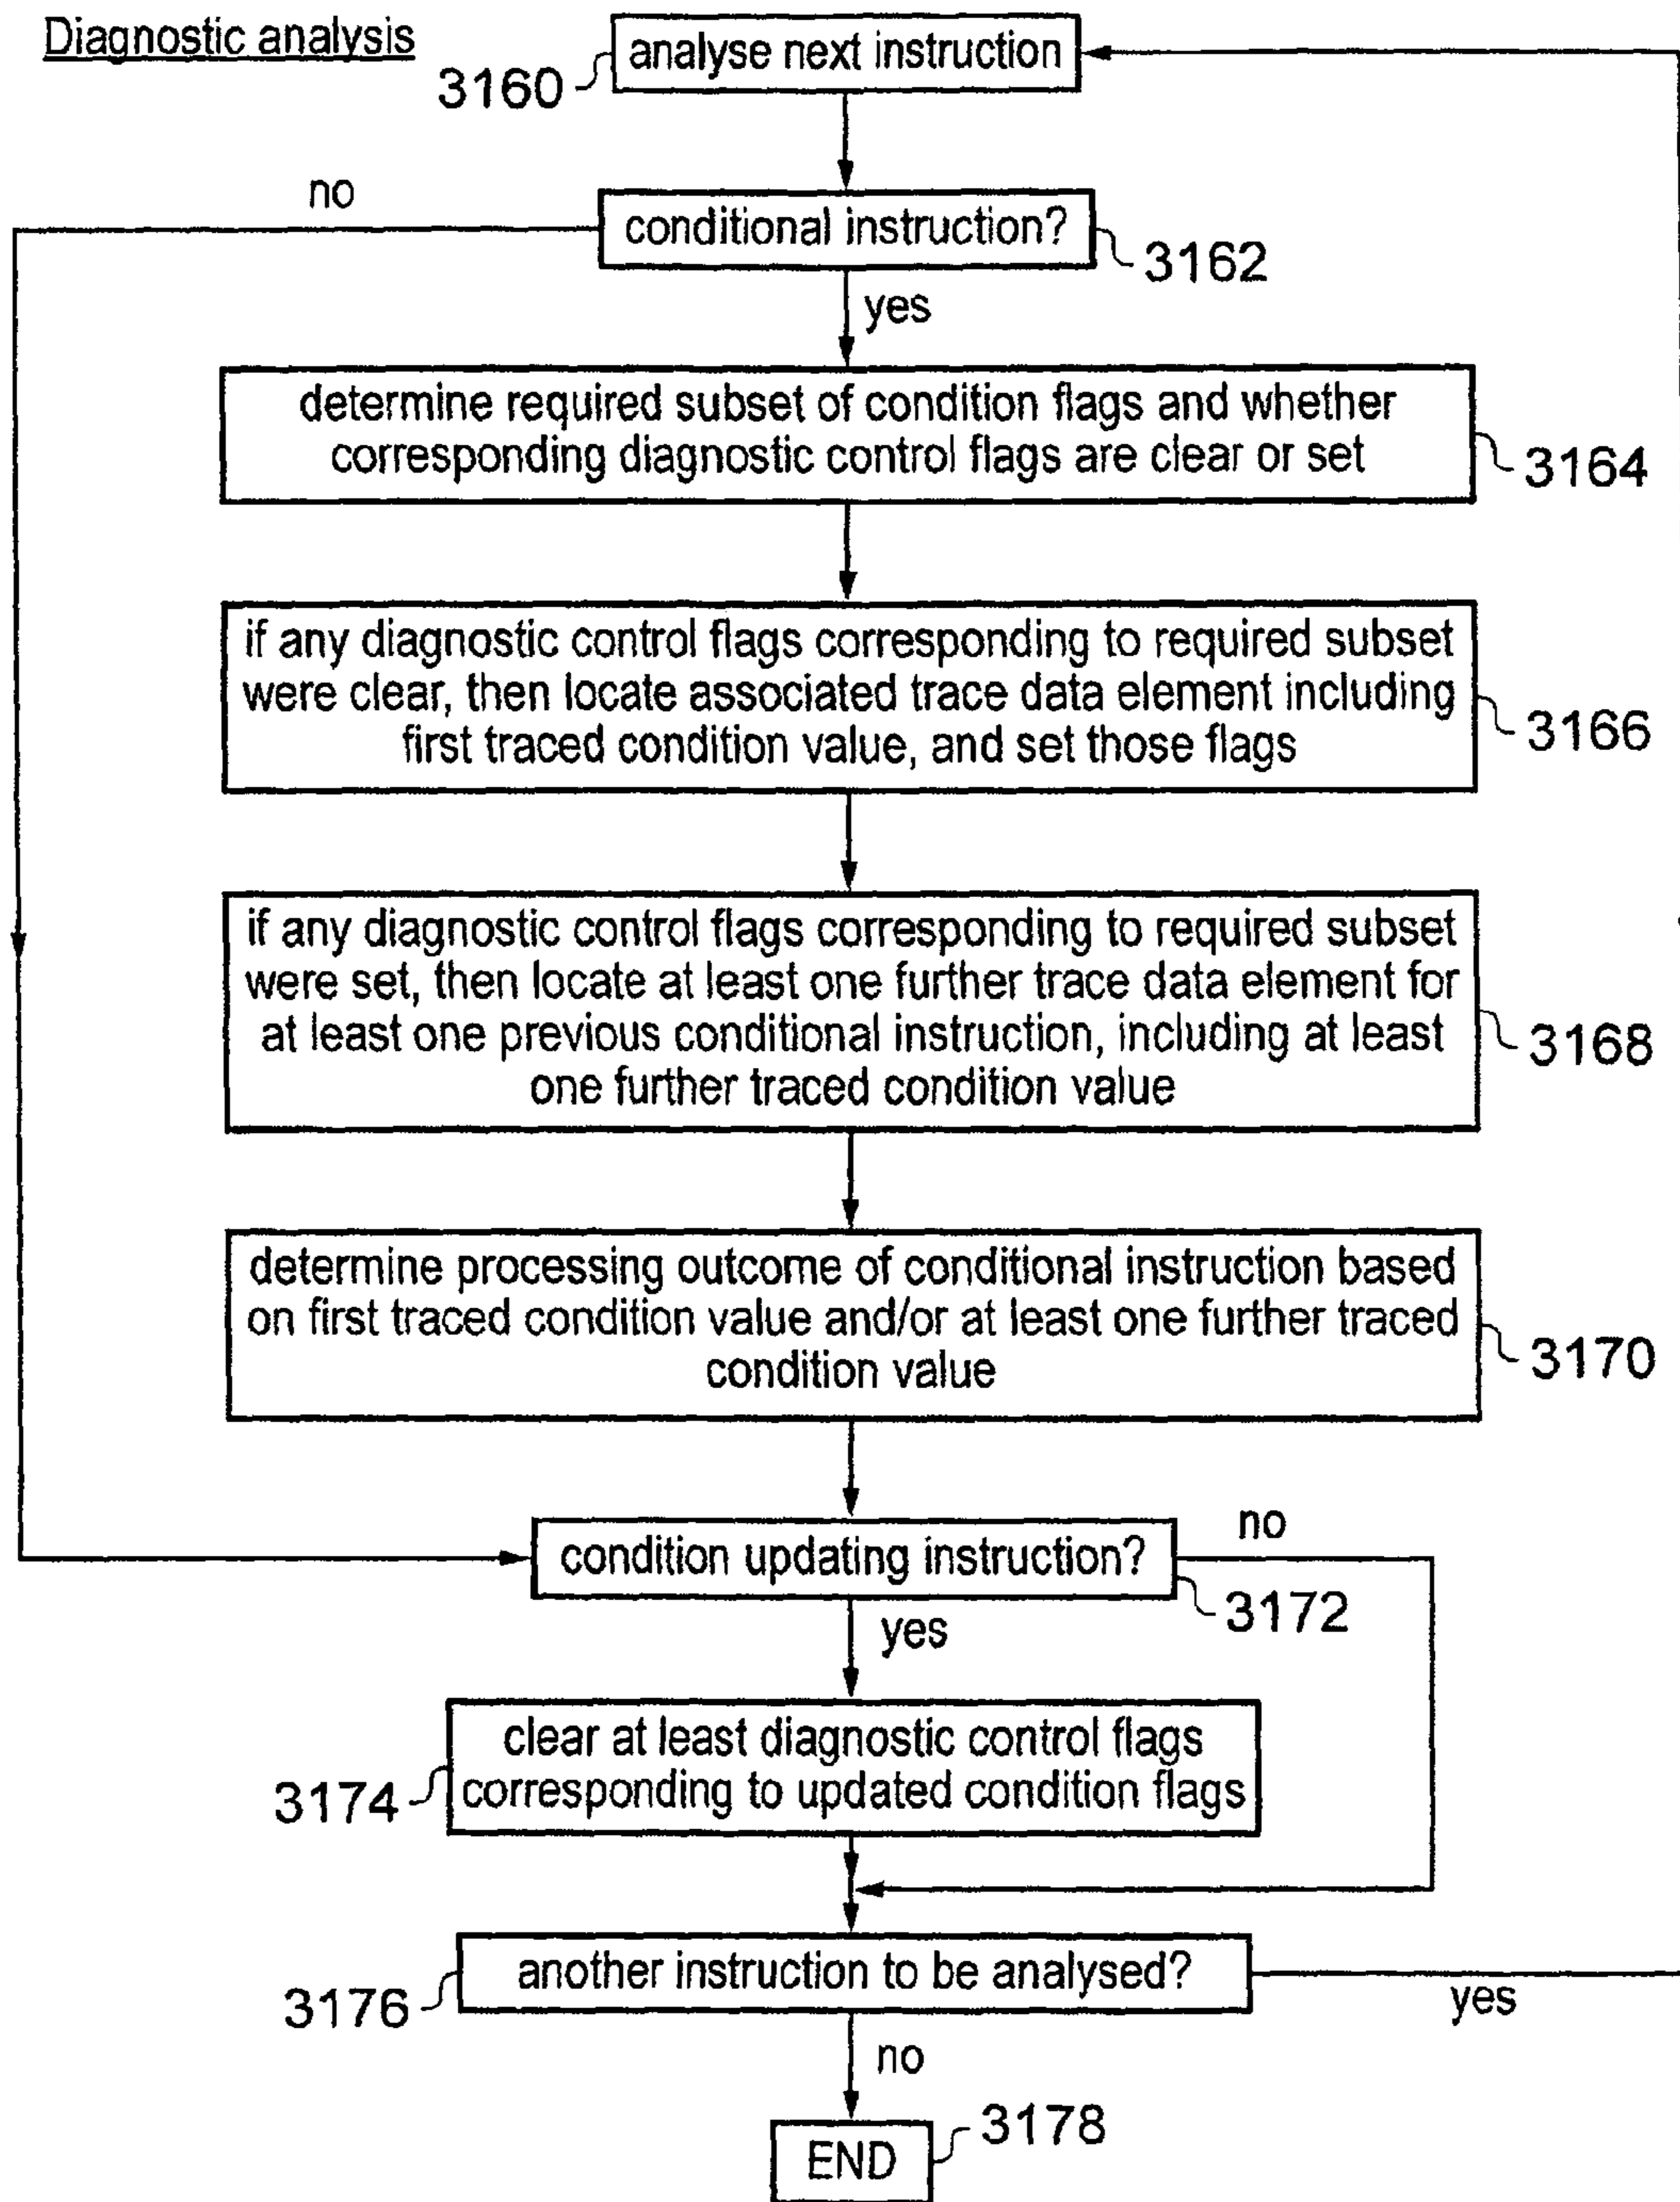 Diagnostic analysis
analyse next instruction
3160
no
conditional instruction?
3162
yes
determine required subset of condition flags and whether
corresponding diagnostic control flags are clear or set
3164
if any diagnostic control flags corresponding to required subset
were clear, then locate associated trace data element including
first traced condition value, and set those flags
3166
if any diagnostic control flags corresponding to required subset
were set, then locate at least one further trace data element for
at least one previous conditional instruction, including at least
one further traced condition value
3168
determine processing outcome of conditional instruction based
on first traced condition value and/or at least one further traced
condition value
3170
condition updating instruction?
no
3172
yes
clear at least diagnostic control flags
corresponding to updated condition flags
3174
another instruction to be analysed?
3176
yes
no
END
3178